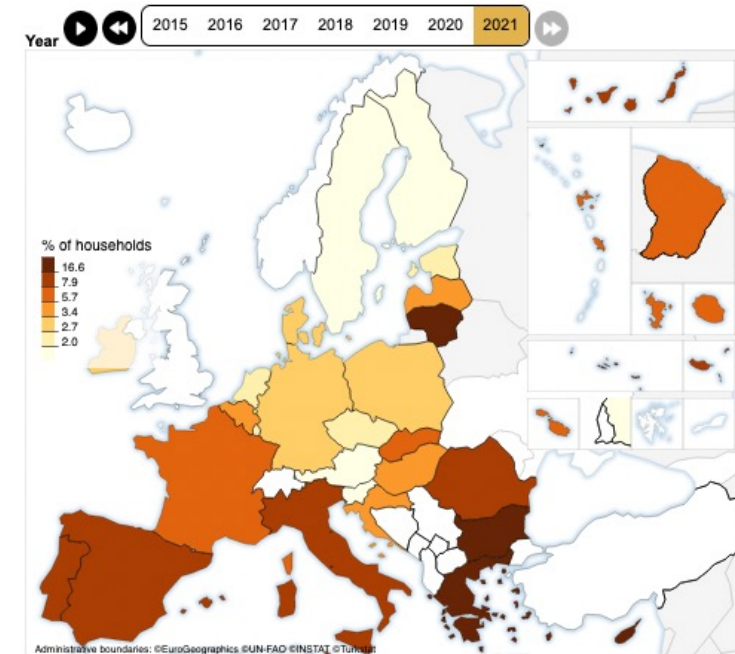 Year 2015 2016 2017 2018 2019 2020 2021
% of households
16.6
7.9
5.7
3.4
2.7
2.0
Administrative boundaries: ©EuroGeographics ©UN-FAO ©INSTAT ©Turkstat